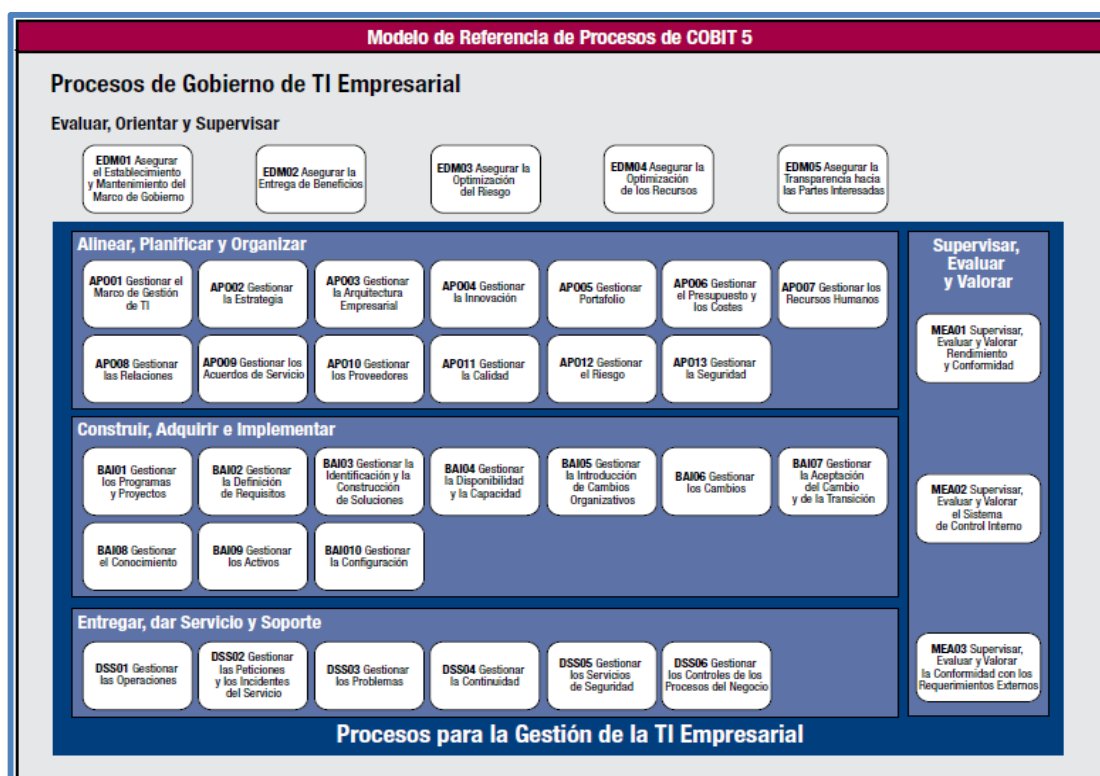 Modelo de Referencia de Procesos de COBIT 5
Procesos de Gobierno de TI Empresarial
Evaluar, Orientar y Supervisar
EDM01 Asegurar
el Establecimiento
y Mantenimiento del
Marco de Gobierno
EDM02 Asegurar la
Entrega de Beneficios
EDM03 Asegurar la
Optimización
del Riesgo
EDM04 Asegurar la
Optimización
de los Recursos
EDM05 Asegurar la
Transparencia hacia
las Partes Interesadas
Alinear, Planificar y Organizar
APO01 Gestionar el
Marco de Gestión
de TI
APO02 Gestionar
la Estrategia
APO03 Gestionar
la Arquitectura
Empresarial
APO04 Gestionar
la Innovación
APO05 Gestionar
Portafolio
APO06 Gestionar
el Presupuesto y
los Costes
APO07 Gestionar los
Recursos Humanos
APO08 Gestionar
las Relaciones
APO09 Gestionar los
Acuerdos de Servicio
APO10 Gestionar
los Proveedores
APO11 Gestionar
la Calidad
APO12 Gestionar
el Riesgo
APO13 Gestionar
la Seguridad
Construir, Adquirir e Implementar
BAI01 Gestionar
los Programas
y Proyectos
BAI02 Gestionar
la Definición
de Requisitos
BAI03 Gestionar la
Identificación y la
Construcción
de Soluciones
BAI04 Gestionar
la Disponibilidad
y la Capacidad
BAI05 Gestionar
la Introducción
de Cambios
Organizativos
BAI06 Gestionar
los Cambios
BAI07 Gestionar
la Aceptación
del Cambio
y de la Transición
BAI08 Gestionar
el Conocimiento
BAI09 Gestionar
los Activos
BAI010 Gestionar
la Configuración
Entregar, dar Servicio y Soporte
DSS01 Gestionar
las Operaciones
DSS02 Gestionar
las Peticiones
y los Incidentes
del Servicio
DSS03 Gestionar
los Problemas
DSS04 Gestionar
la Continuidad
DSS05 Gestionar
los Servicios
de Seguridad
DSS06 Gestionar
los Controles de los
Procesos del Negocio
Supervisar,
Evaluar
y Valorar
MEA01 Supervisar,
Evaluar y Valorar
Rendimiento
y Conformidad
MEA02 Supervisar,
Evaluar y Valorar
el Sistema
de Control Interno
MEA03 Supervisar,
Evaluar y Valorar
la Conformidad con los
Requerimientos Externos
Procesos para la Gestión de la TI Empresarial